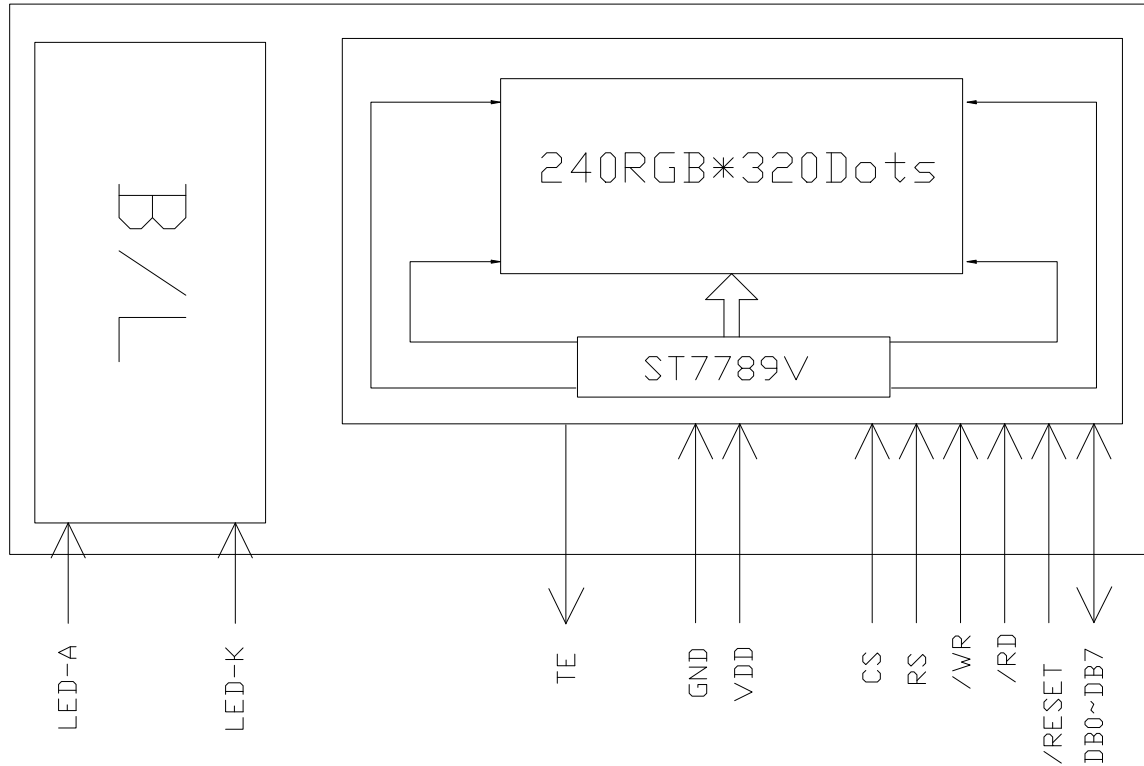 B/L
240RGB*320Dots
ST7789V
LED-A
LED-K
TE
GND
VDD
CS
RS
/WR
/RD
/RESET
DB0~DB7